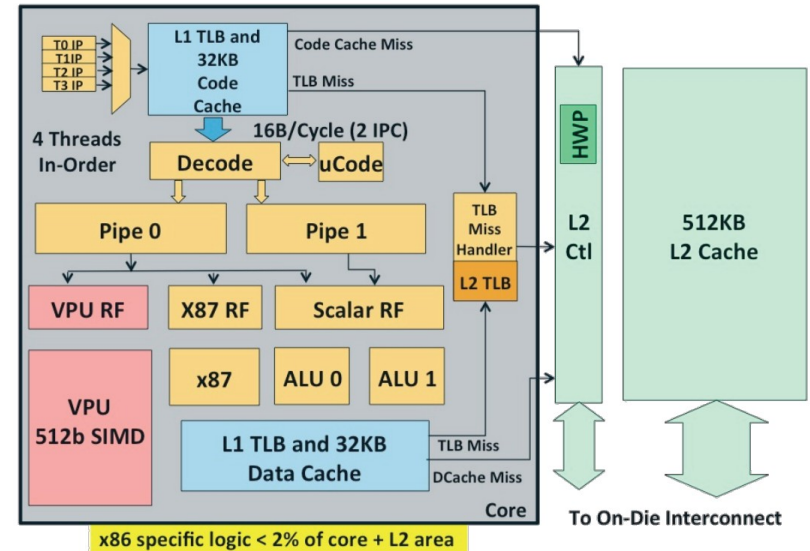 T0 IP
T1IP
T2 IP
T3 IP
L1 TLB and
32KB
Code
Cache
Code Cache Miss
TLB Miss
4 Threads
In-Order
16B/Cycle (2 IPC)
Decode
uCode
Pipe 0
Pipe 1
TLB
Miss
Handler
L2 TLB
VPU RF
X87 RF
Scalar RF
VPU
512b SIMD
x87
ALU 0
ALU 1
L1 TLB and 32KB
Data Cache
TLB Miss
DCache Miss
Core
HWP
L2
Ctl
512KB
L2 Cache
To On-Die Interconnect
x86 specific logic < 2% of core + L2 area